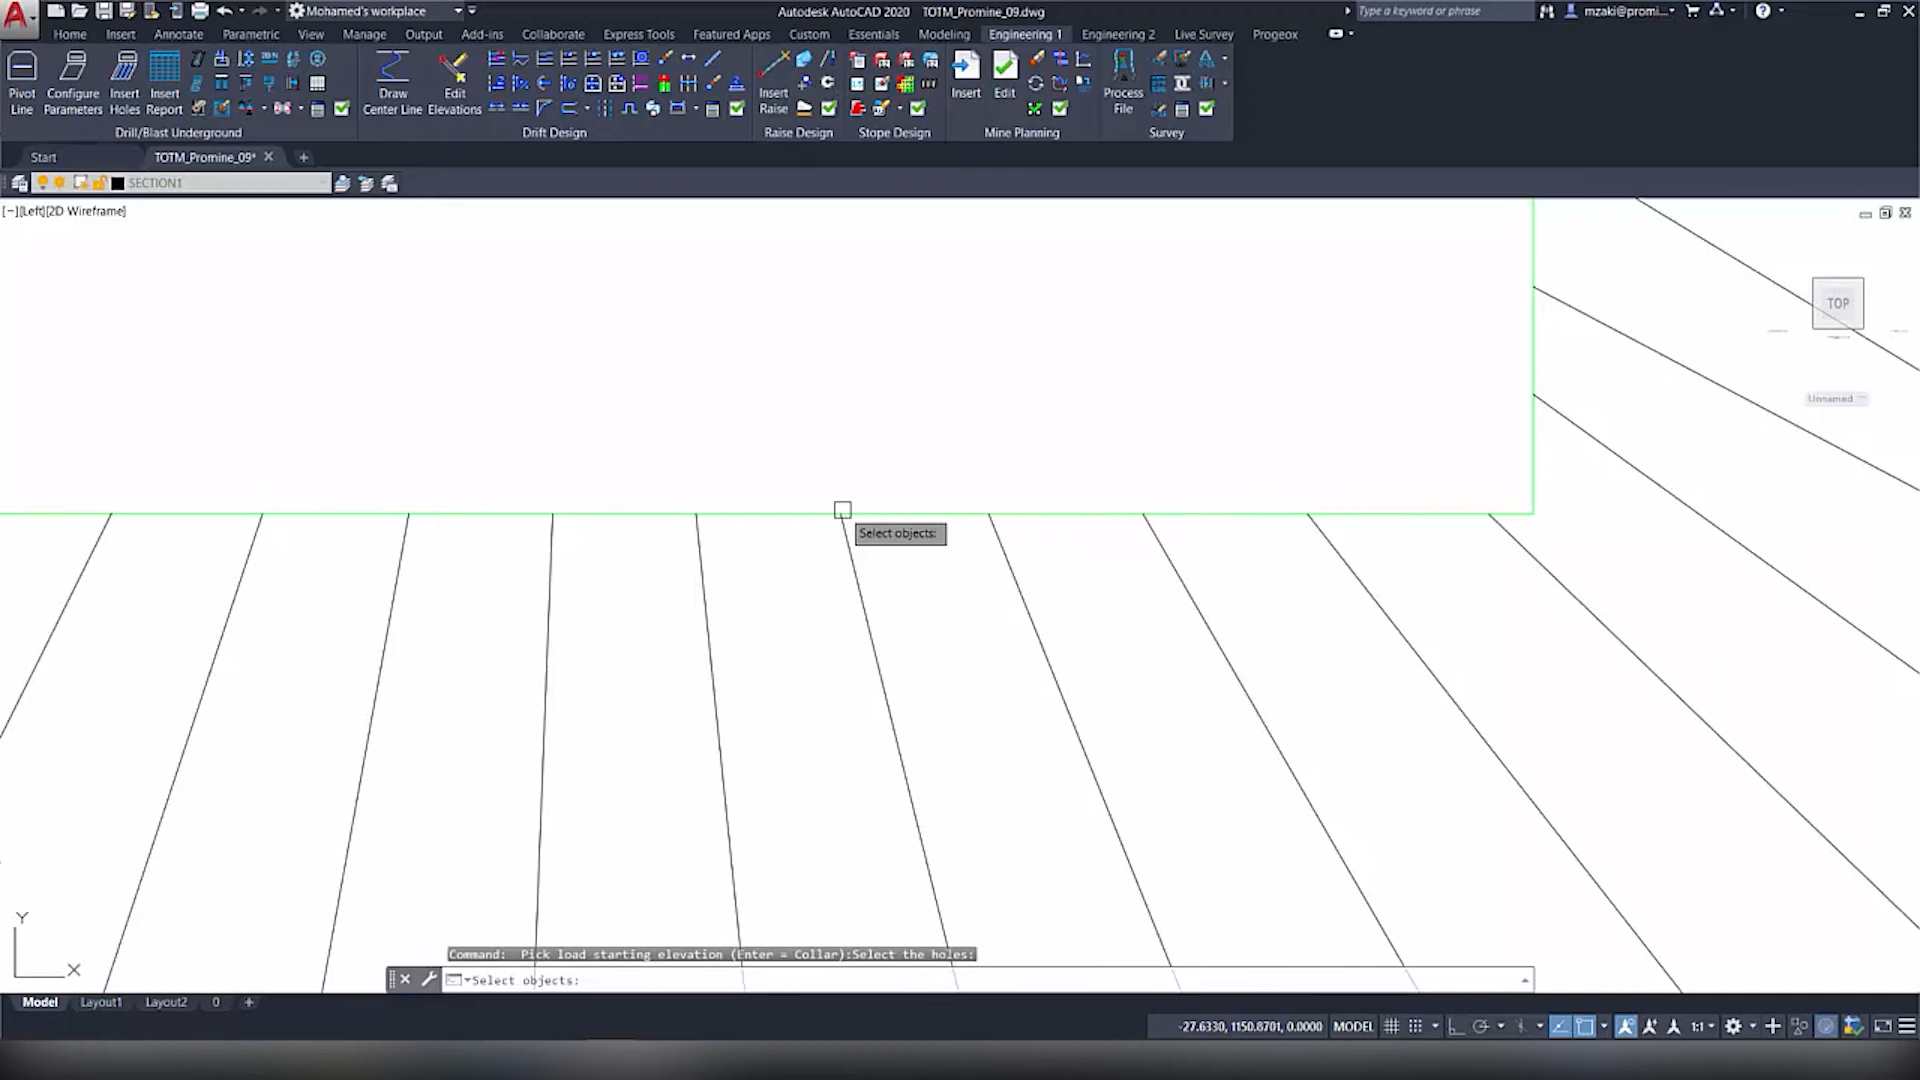 Mohamed's workplace
Autodesk AutoCAD 2020 TOTM_Promine_09.dwg
Type a keyword or phrase
mzaki@promi...
Home Insert Annotate Parametric View Manage Output Add-ins Collaborate Express Tools Featured Apps Custom Essentials Modeling Engineering 1 Engineering 2 Live Survey Progeox
Pivot Line
Configure Parameters
Insert Holes
Insert Report
Draw Center Line
Edit Elevations
Insert Raise
Insert
Edit
Process File
Drill/Blast Underground Drift Design Raise Design Stope Design Mine Planning Survey
Start TOTM_Promine_09*
SECTION1
[−][Left][2D Wireframe]
TOP
Unnamed
Select objects:
Y
X
Command: Pick load starting elevation (Enter = Collar):Select the holes:
Select objects:
Model Layout1 Layout2 0 +
-27.6330, 1150.8701, 0.0000 MODEL 1:1